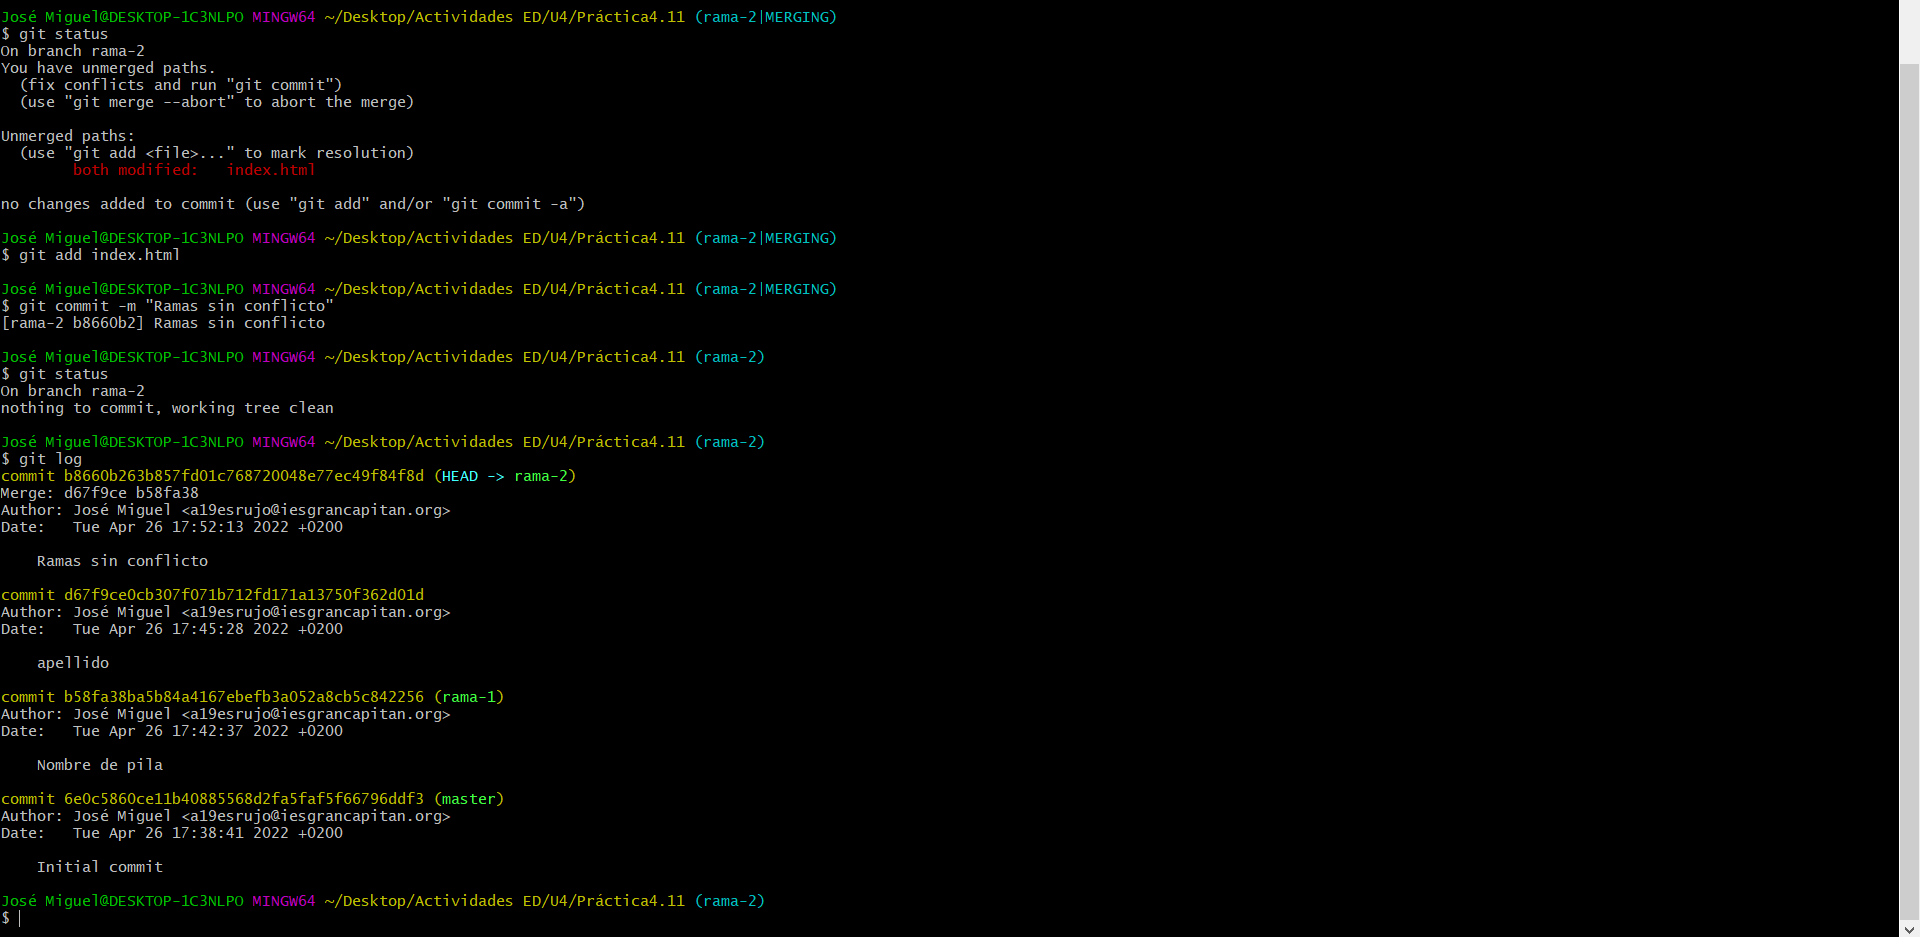 José Miguel@DESKTOP-1C3NLPO MINGW64 ~/Desktop/Actividades ED/U4/Práctica4.11 (rama-2|MERGING)
$ git status
On branch rama-2
You have unmerged paths.
  (fix conflicts and run "git commit")
  (use "git merge --abort" to abort the merge)

Unmerged paths:
  (use "git add <file>..." to mark resolution)
        both modified:   index.html

no changes added to commit (use "git add" and/or "git commit -a")

José Miguel@DESKTOP-1C3NLPO MINGW64 ~/Desktop/Actividades ED/U4/Práctica4.11 (rama-2|MERGING)
$ git add index.html

José Miguel@DESKTOP-1C3NLPO MINGW64 ~/Desktop/Actividades ED/U4/Práctica4.11 (rama-2|MERGING)
$ git commit -m "Ramas sin conflicto"
[rama-2 b8660b2] Ramas sin conflicto

José Miguel@DESKTOP-1C3NLPO MINGW64 ~/Desktop/Actividades ED/U4/Práctica4.11 (rama-2)
$ git status
On branch rama-2
nothing to commit, working tree clean

José Miguel@DESKTOP-1C3NLPO MINGW64 ~/Desktop/Actividades ED/U4/Práctica4.11 (rama-2)
$ git log
commit b8660b263b857fd01c768720048e77ec49f84f8d (HEAD -> rama-2)
Merge: d67f9ce b58fa38
Author: José Miguel <a19esrujo@iesgrancapitan.org>
Date:   Tue Apr 26 17:52:13 2022 +0200

    Ramas sin conflicto

commit d67f9ce0cb307f071b712fd171a13750f362d01d
Author: José Miguel <a19esrujo@iesgrancapitan.org>
Date:   Tue Apr 26 17:45:28 2022 +0200

    apellido

commit b58fa38ba5b84a4167ebefb3a052a8cb5c842256 (rama-1)
Author: José Miguel <a19esrujo@iesgrancapitan.org>
Date:   Tue Apr 26 17:42:37 2022 +0200

    Nombre de pila

commit 6e0c5860ce11b40885568d2fa5faf5f66796ddf3 (master)
Author: José Miguel <a19esrujo@iesgrancapitan.org>
Date:   Tue Apr 26 17:38:41 2022 +0200

    Initial commit

José Miguel@DESKTOP-1C3NLPO MINGW64 ~/Desktop/Actividades ED/U4/Práctica4.11 (rama-2)
$